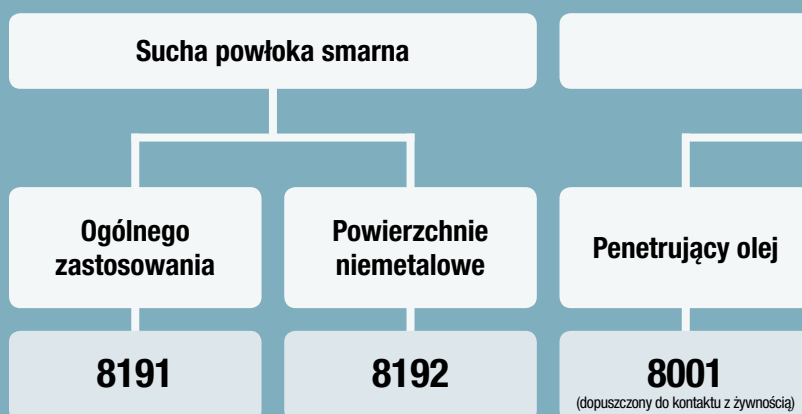 Sucha powłoka smarna
Ogólnego
zastosowania
Powierzchnie
niemetalowe
Penetrujący olej
8191
8192
8001
(dopuszczony do kontaktu z żywnością)